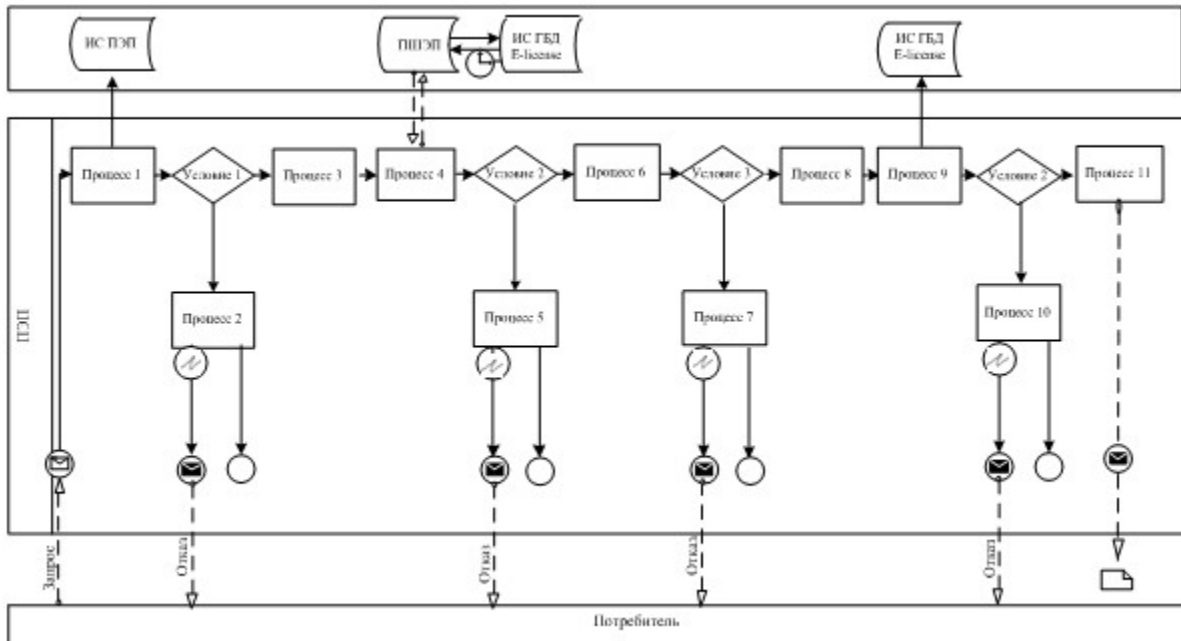 ИС ПЭП
ПШЭП
ИС ГБД
E-license
ИС ГБД
E-license
Процесс 1
Условие 1
Процесс 3
Процесс 4
Условие 2
Процесс 6
Условие 3
Процесс 8
Процесс 9
Условие 2
Процесс 11
Процесс 2
Процесс 5
Процесс 7
Процесс 10
Запрос
Отказ
Отказ
Отказ
Отказ
Потребитель